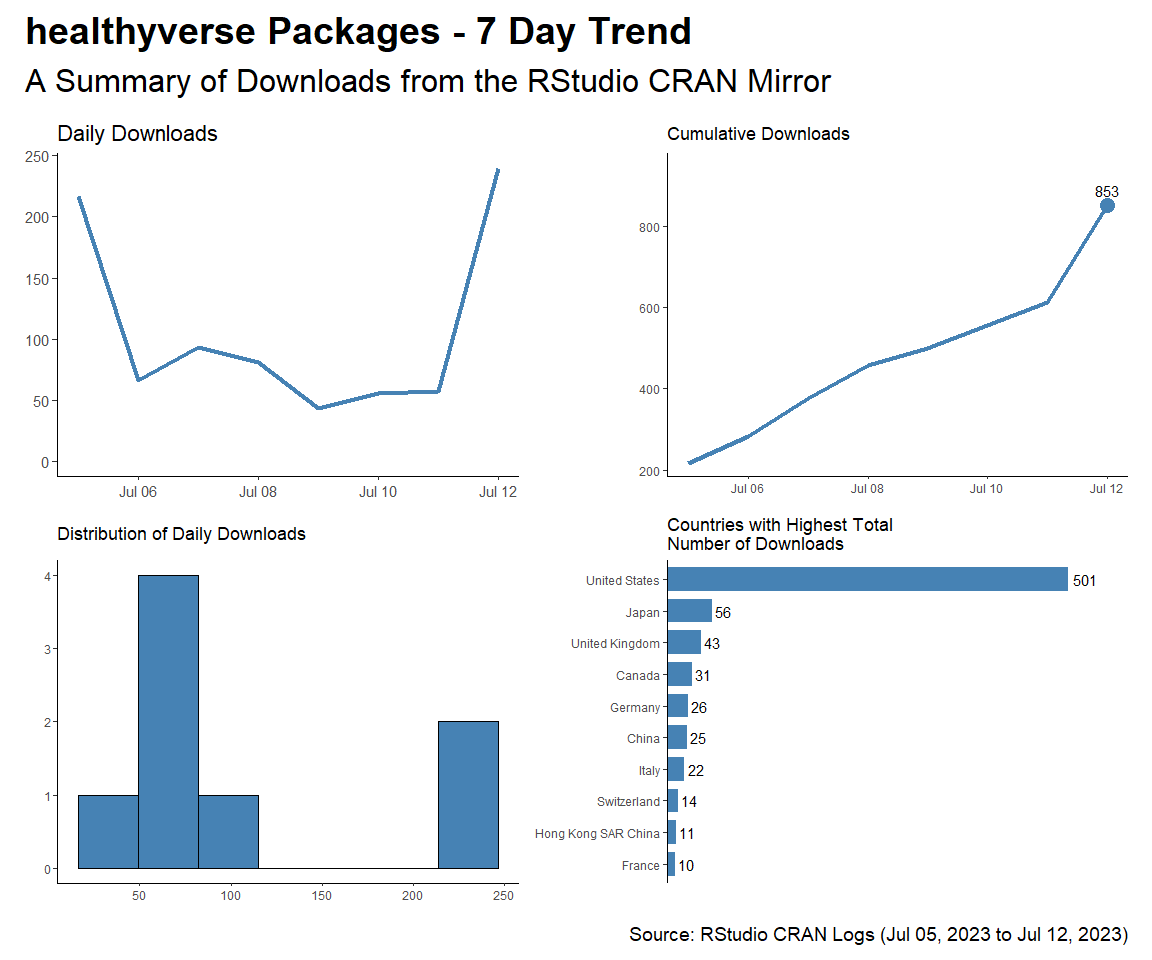 healthyverse Packages - 7 Day Trend
A Summary of Downloads from the RStudio CRAN Mirror
Daily Downloads
250
200
150
100
50
0
Jul 06 Jul 08 Jul 10 Jul 12
Cumulative Downloads
853
800
600
400
200
Jul 06 Jul 08 Jul 10 Jul 12
Distribution of Daily Downloads
4
3
2
1
0
50 100 150 200 250
Countries with Highest Total
Number of Downloads
United States 501
Japan 56
United Kingdom 43
Canada 31
Germany 26
China 25
Italy 22
Switzerland 14
Hong Kong SAR China 11
France 10
Source: RStudio CRAN Logs (Jul 05, 2023 to Jul 12, 2023)